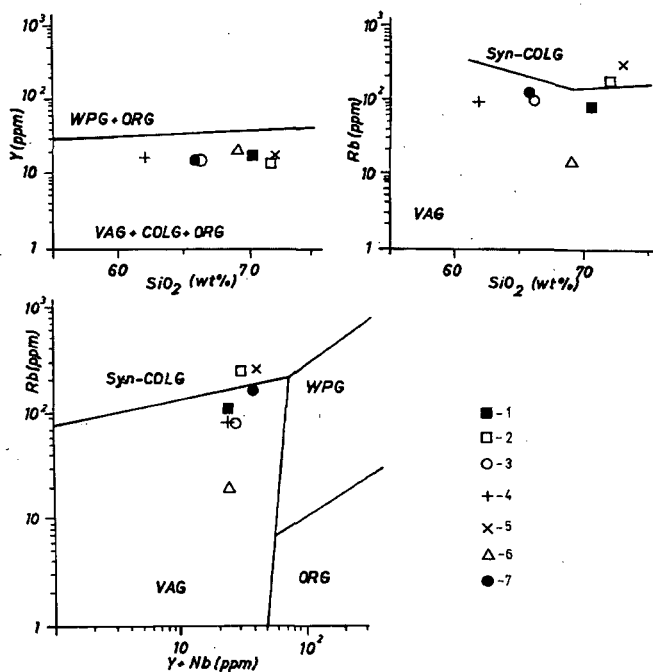 10³
10²
10
1
Y (ppm)
WPG + ORG
VAG + COLG + ORG
60
70
SiO₂ (wt%)
10³
10²
10
1
Rb (ppm)
Syn-COLG
VAG
60
70
SiO₂ (wt%)
10³
10²
10
1
Rb (ppm)
Syn-COLG
WPG
VAG
ORG
10
10²
Y + Nb (ppm)
-1
-2
-3
-4
-5
-6
-7